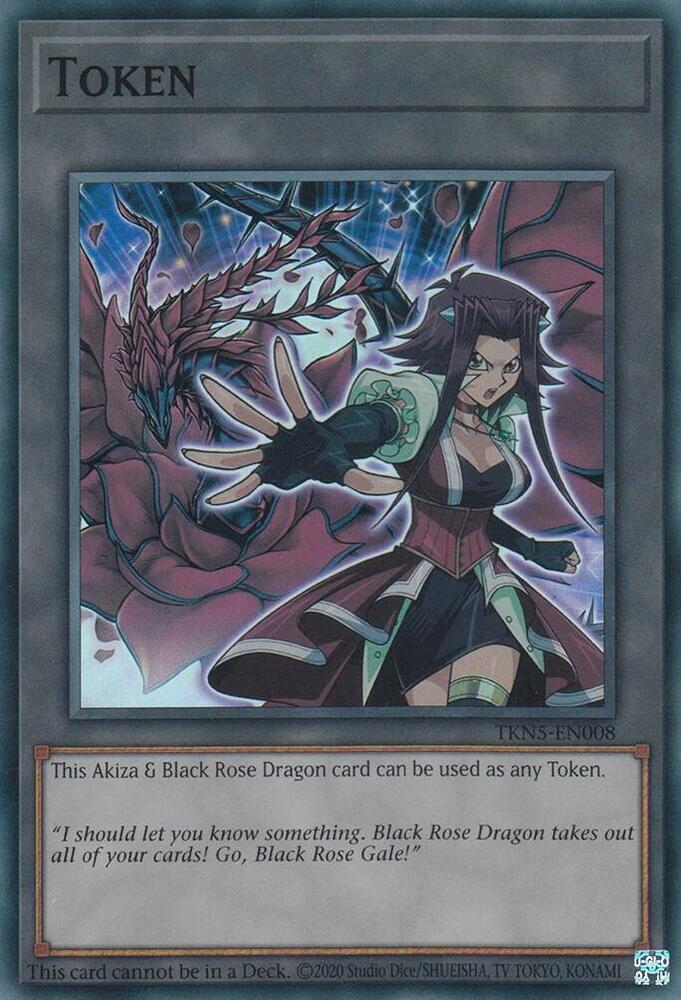 Token
TKN5-EN008
This Akiza & Black Rose Dragon card can be used as any Token.
“I should let you know something. Black Rose Dragon takes out
all of your cards! Go, Black Rose Gale!”
This card cannot be in a Deck. ©2020 Studio Dice/SHUEISHA, TV TOKYO, KONAMI